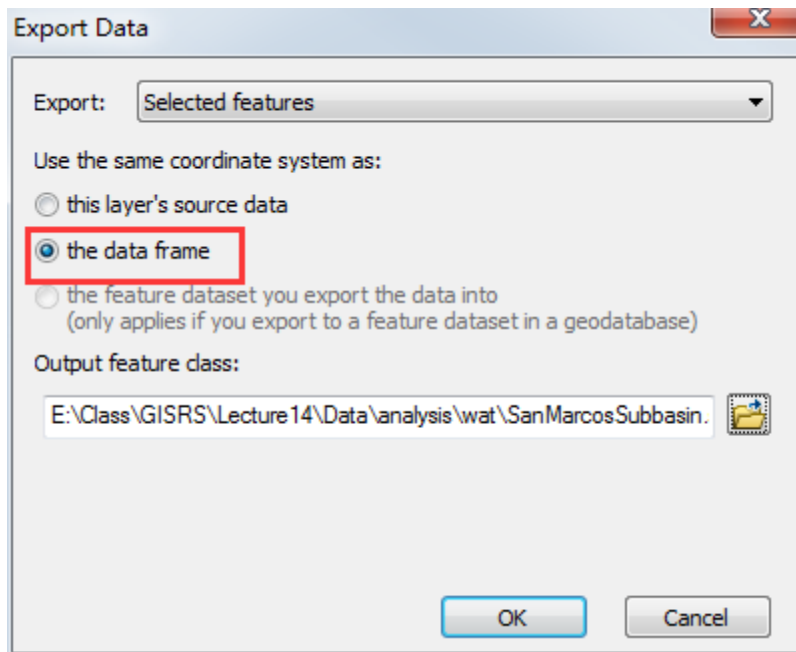 Export Data
Export: Selected features
Use the same coordinate system as:
this layer's source data
the data frame
the feature dataset you export the data into
(only applies if you export to a feature dataset in a geodatabase)
Output feature class:
E:\Class\GISRS\Lecture14\Data\analysis\wat\SanMarcosSubbasin.
OK Cancel